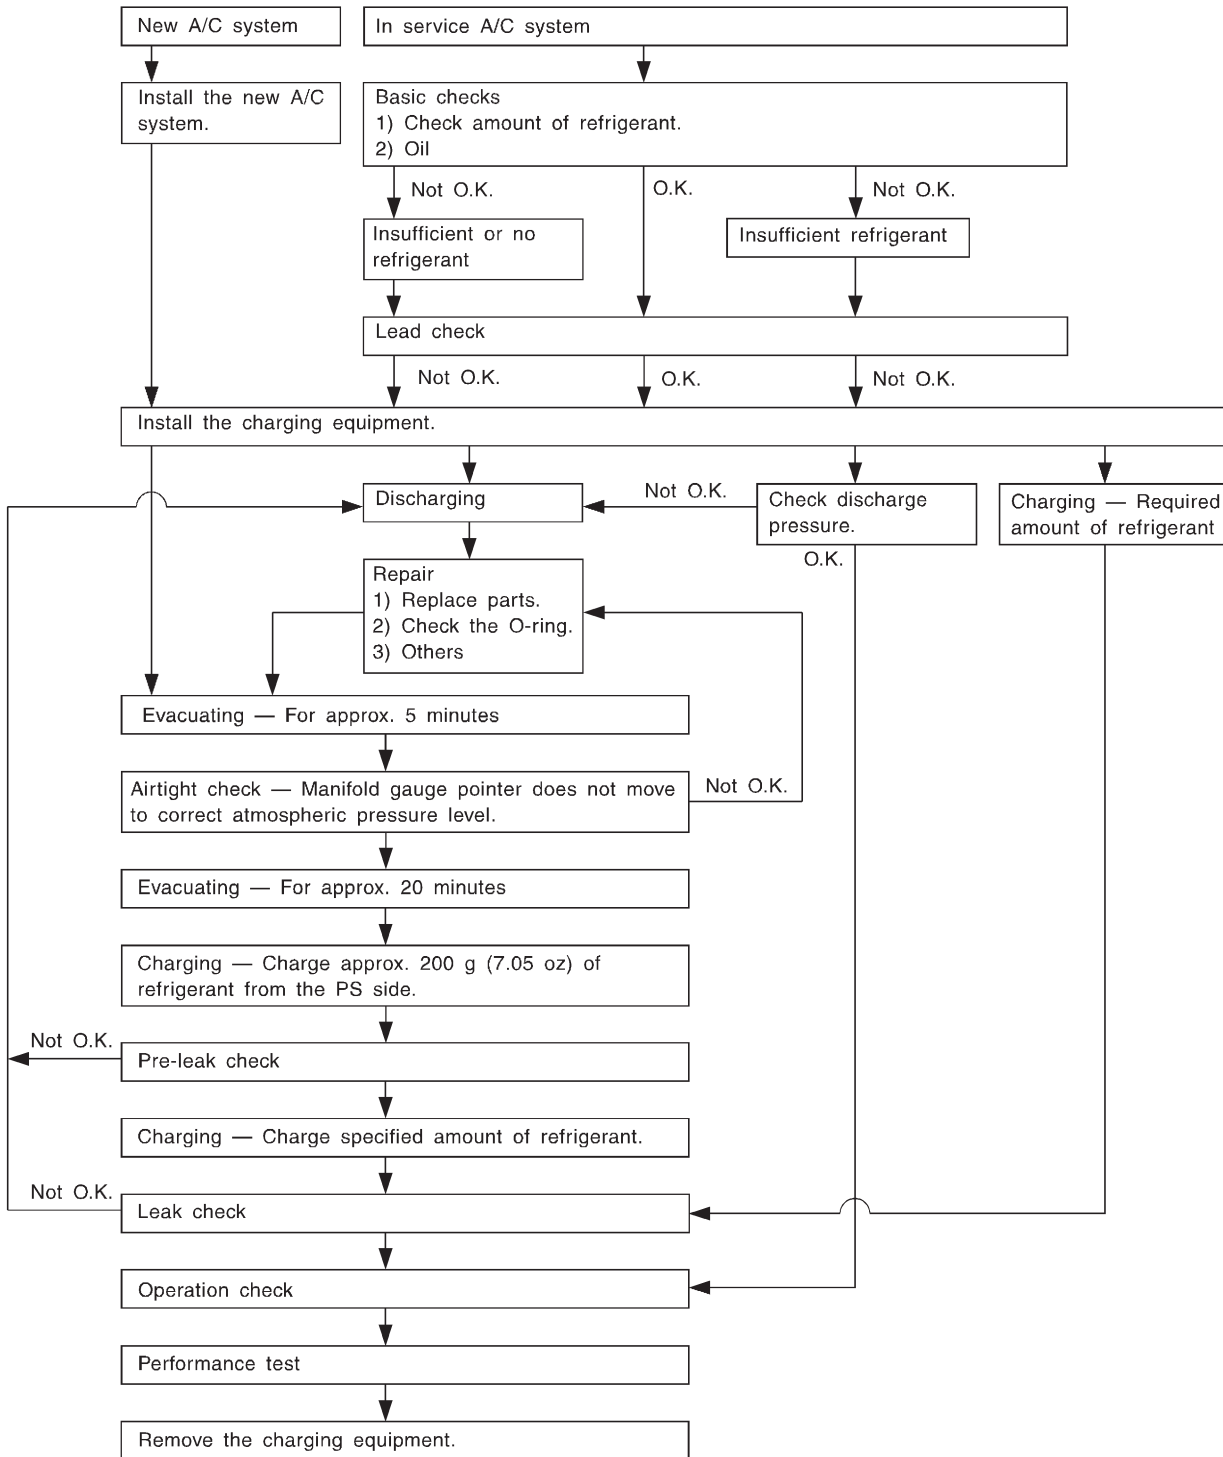 New A/C system
In service A/C system
Install the new A/C
system.
Basic checks
1) Check amount of refrigerant.
2) Oil
Not O.K.
O.K.
Not O.K.
Insufficient or no
refrigerant
Insufficient refrigerant
Lead check
Not O.K.
O.K.
Not O.K.
Install the charging equipment.
Discharging
Not O.K.
Check discharge
pressure.
Charging — Required
amount of refrigerant
O.K.
Repair
1) Replace parts.
2) Check the O-ring.
3) Others
Evacuating — For approx. 5 minutes
Airtight check — Manifold gauge pointer does not move
to correct atmospheric pressure level.
Not O.K.
Evacuating — For approx. 20 minutes
Charging — Charge approx. 200 g (7.05 oz) of
refrigerant from the PS side.
Not O.K.
Pre-leak check
Charging — Charge specified amount of refrigerant.
Not O.K.
Leak check
Operation check
Performance test
Remove the charging equipment.